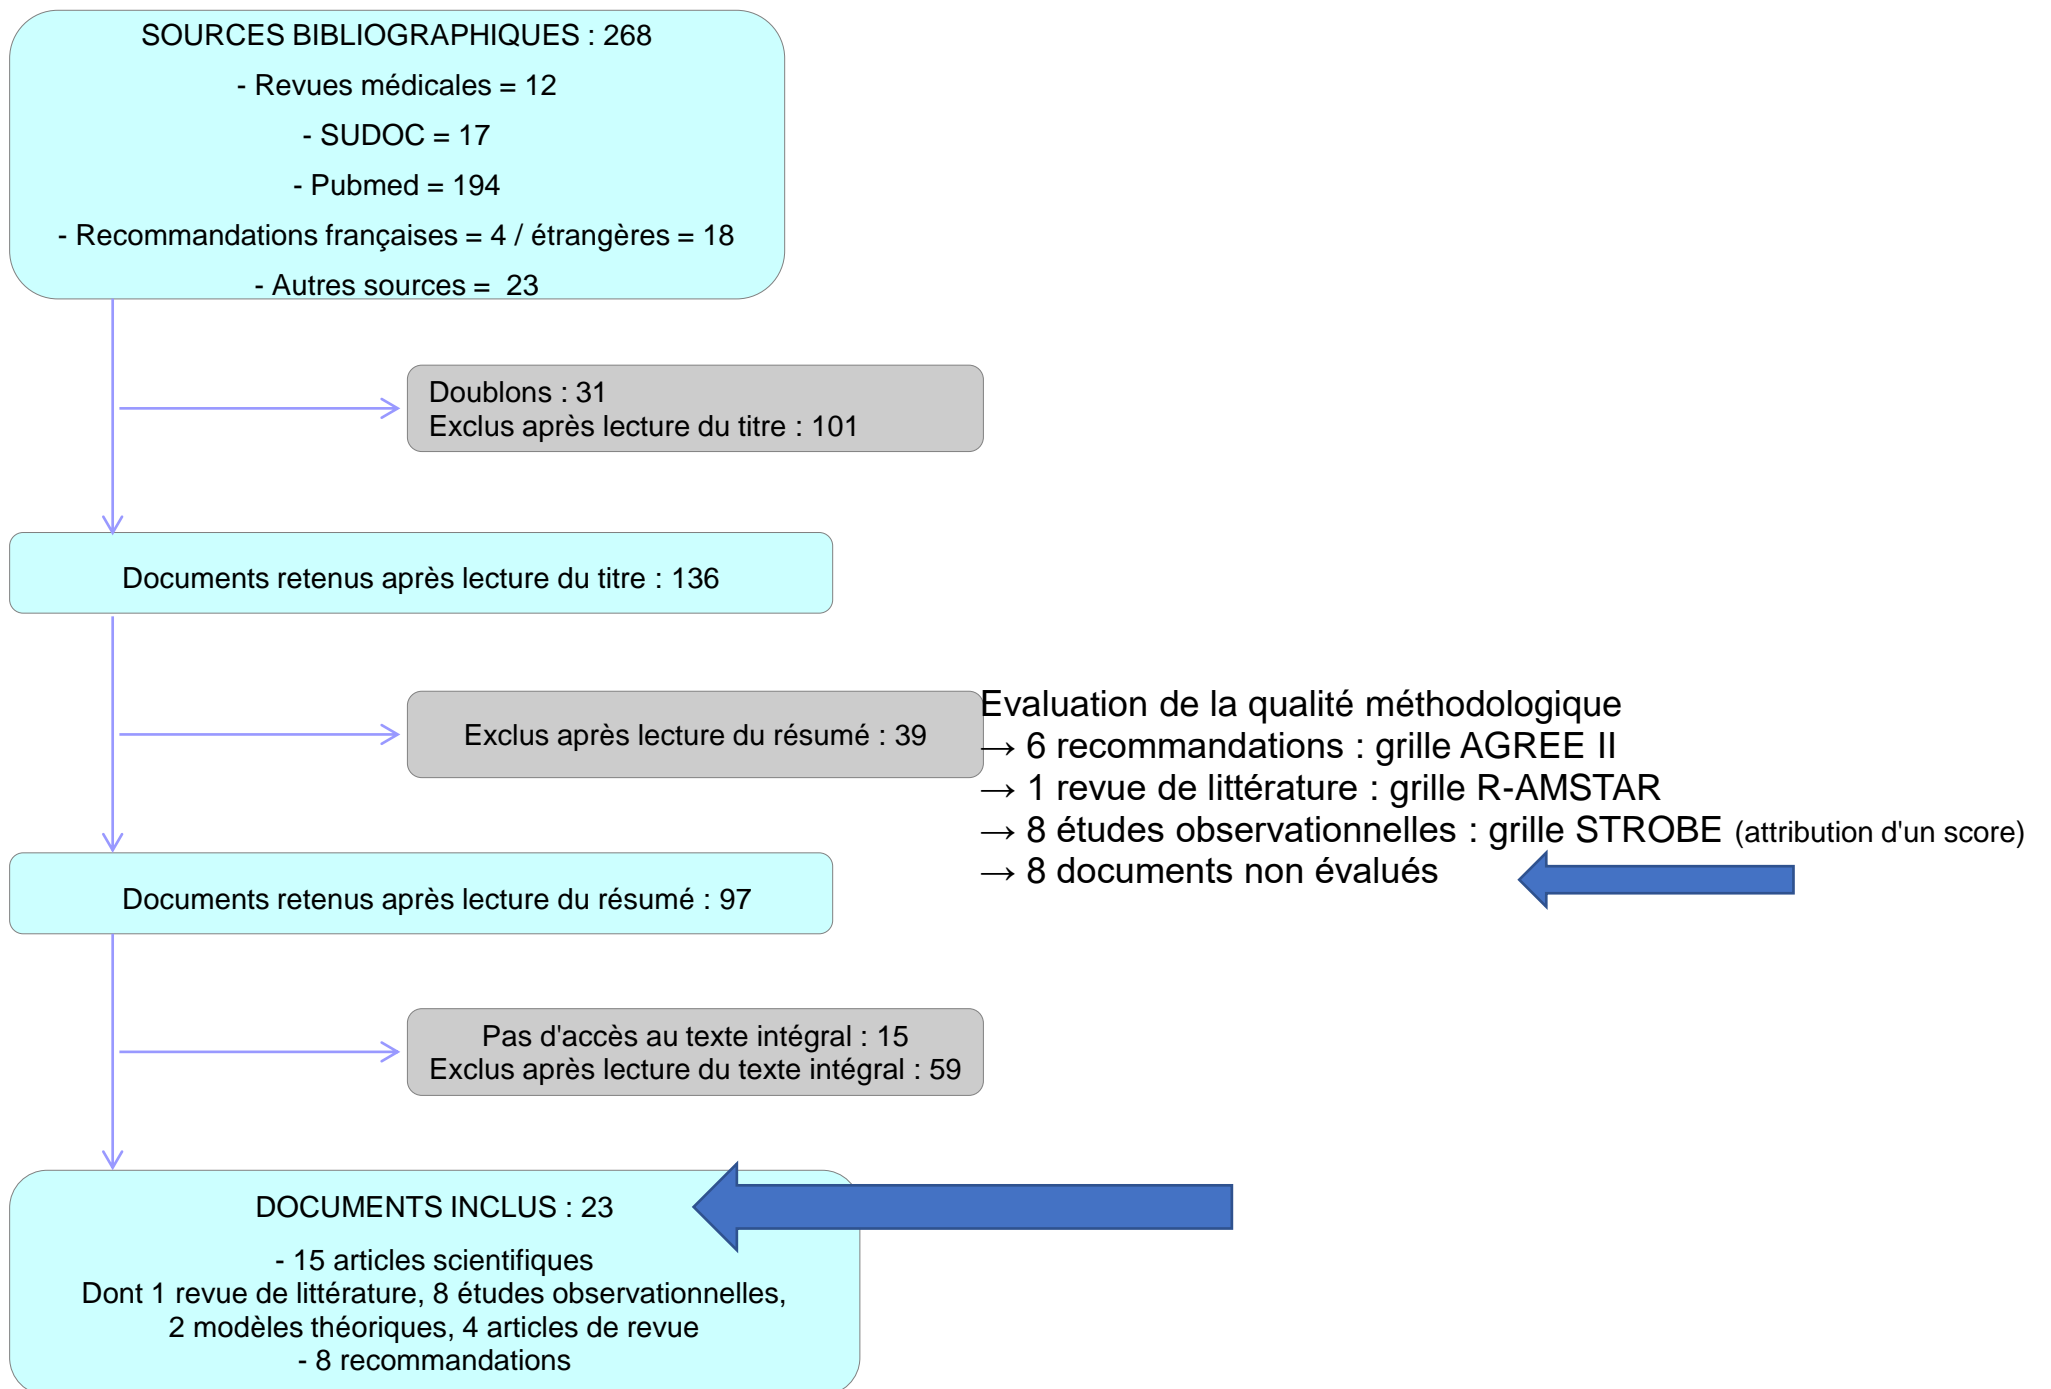 SOURCES BIBLIOGRAPHIQUES : 268
- Revues médicales = 12
- SUDOC = 17
- Pubmed = 194
- Recommandations françaises = 4 / étrangères = 18
- Autres sources = 23
Doublons : 31
Exclus après lecture du titre : 101
Documents retenus après lecture du titre : 136
Exclus après lecture du résumé : 39
Evaluation de la qualité méthodologique
→ 6 recommandations : grille AGREE II
→ 1 revue de littérature : grille R-AMSTAR
→ 8 études observationnelles : grille STROBE (attribution d'un score)
→ 8 documents non évalués
Documents retenus après lecture du résumé : 97
Pas d'accès au texte intégral : 15
Exclus après lecture du texte intégral : 59
DOCUMENTS INCLUS : 23
- 15 articles scientifiques
Dont 1 revue de littérature, 8 études observationnelles,
2 modèles théoriques, 4 articles de revue
- 8 recommandations